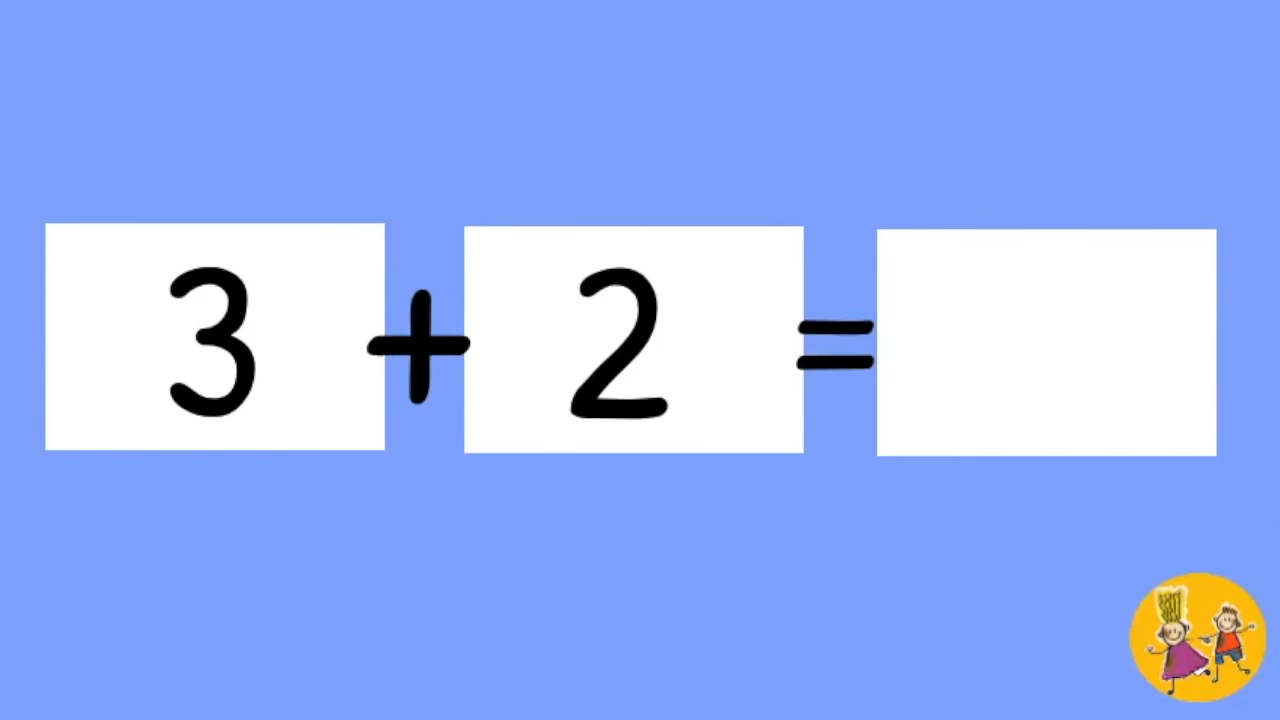 3 + 2 =